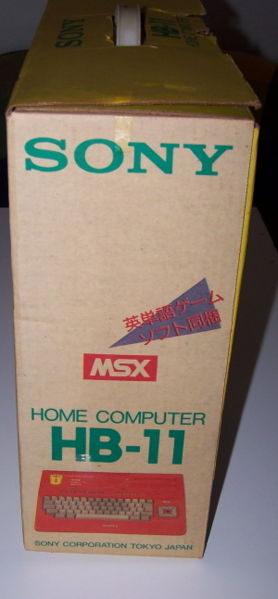 SONY
SONY
英単語ゲーム
ソフト同梱
MSX
HOME COMPUTER
HB-11
SONY CORPORATION TOKYO JAPAN